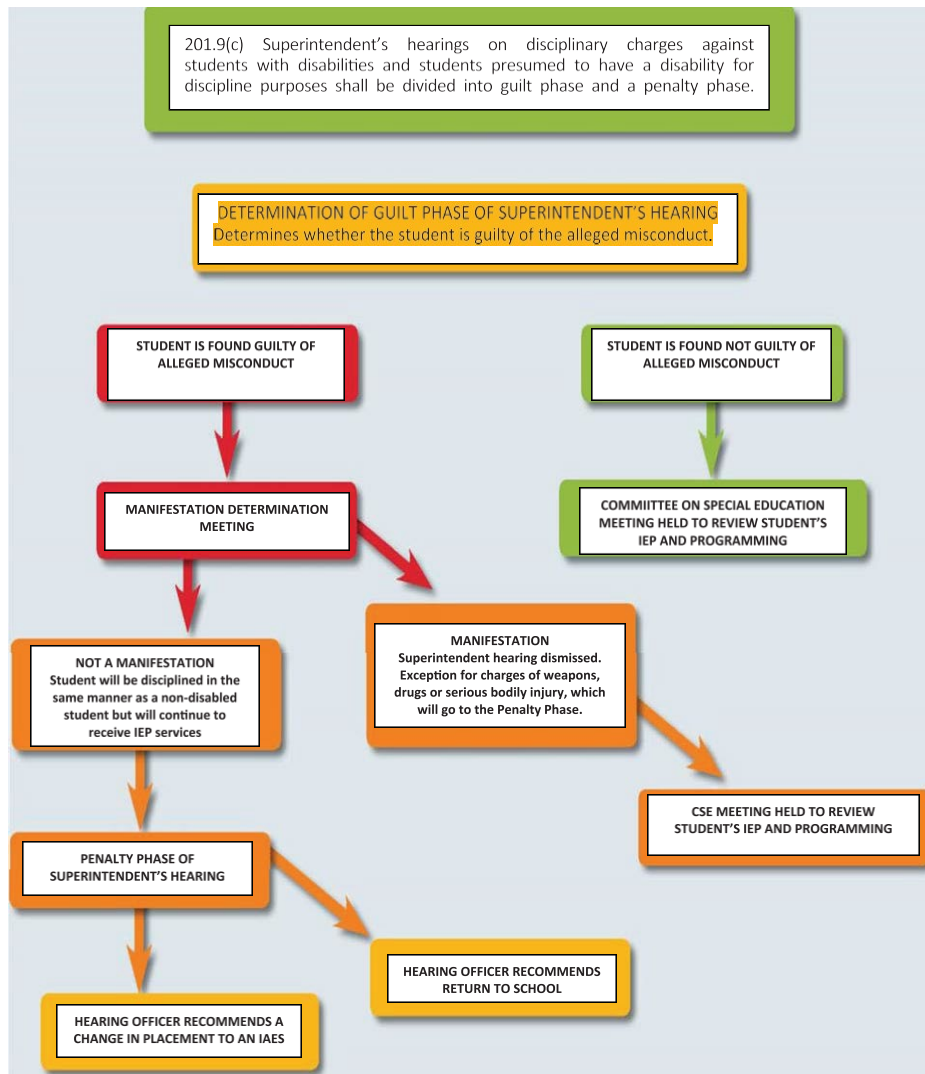 201.9(c) Superintendent's hearings on disciplinary charges against
students with disabilities and students presumed to have a disability for
discipline purposes shall be divided into guilt phase and a penalty phase.
DETERMINATION OF GUILT PHASE OF SUPERINTENDENT'S HEARING
Determines whether the student is guilty of the alleged misconduct.
STUDENT IS FOUND GUILTY OF
ALLEGED MISCONDUCT
STUDENT IS FOUND NOT GUILTY OF
ALLEGED MISCONDUCT
MANIFESTATION DETERMINATION
MEETING
COMMIITTEE ON SPECIAL EDUCATION
MEETING HELD TO REVIEW STUDENT'S
IEP AND PROGRAMMING
NOT A MANIFESTATION
Student will be disciplined in the
same manner as a non-disabled
student but will continue to
receive IEP services
MANIFESTATION
Superintendent hearing dismissed.
Exception for charges of weapons,
drugs or serious bodily injury, which
will go to the Penalty Phase.
CSE MEETING HELD TO REVIEW
STUDENT'S IEP AND PROGRAMMING
PENALTY PHASE OF
SUPERINTENDENT'S HEARING
HEARING OFFICER RECOMMENDS
RETURN TO SCHOOL
HEARING OFFICER RECOMMENDS A
CHANGE IN PLACEMENT TO AN IAES